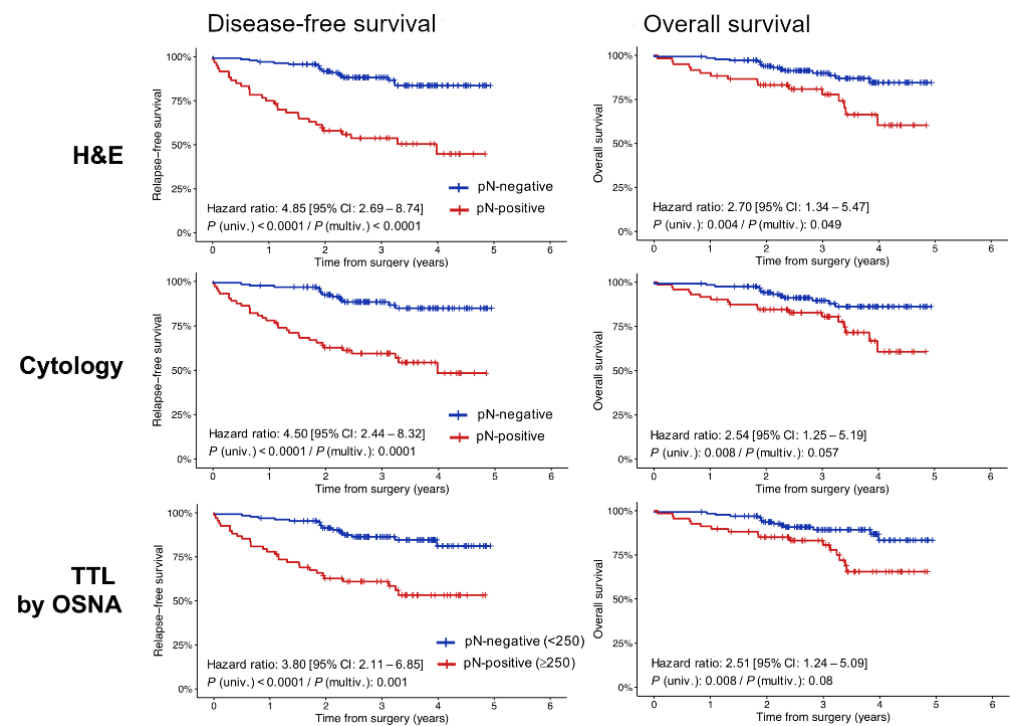 Disease-free survival
Overall survival
H&E
Relapse−free survival
100%
75%
50%
25%
0%
pN-negative
pN-positive
Hazard ratio: 4.85 [95% CI: 2.69 – 8.74]
P (univ.) < 0.0001 / P (multiv.) < 0.0001
0 1 2 3 4 5 6
Time from surgery (years)
Overall survival
100%
75%
50%
25%
0%
Hazard ratio: 2.70 [95% CI: 1.34 – 5.47]
P (univ.): 0.004 / P (multiv.): 0.049
0 1 2 3 4 5 6
Time from surgery (years)
Cytology
Relapse−free survival
100%
75%
50%
25%
0%
pN-negative
pN-positive
Hazard ratio: 4.50 [95% CI: 2.44 – 8.32]
P (univ.) < 0.0001 / P (multiv.): 0.0001
0 1 2 3 4 5 6
Time from surgery (years)
Overall survival
100%
75%
50%
25%
0%
Hazard ratio: 2.54 [95% CI: 1.25 – 5.19]
P (univ.): 0.008 / P (multiv.): 0.057
0 1 2 3 4 5 6
Time from surgery (years)
TTL
by OSNA
Relapse−free survival
100%
75%
50%
25%
0%
pN-negative (<250)
pN-positive (≥250)
Hazard ratio: 3.80 [95% CI: 2.11 – 6.85]
P (univ.) < 0.0001 / P (multiv.): 0.001
0 1 2 3 4 5 6
Time from surgery (years)
Overall survival
100%
75%
50%
25%
0%
Hazard ratio: 2.51 [95% CI: 1.24 – 5.09]
P (univ.): 0.008 / P (multiv.): 0.08
0 1 2 3 4 5 6
Time from surgery (years)